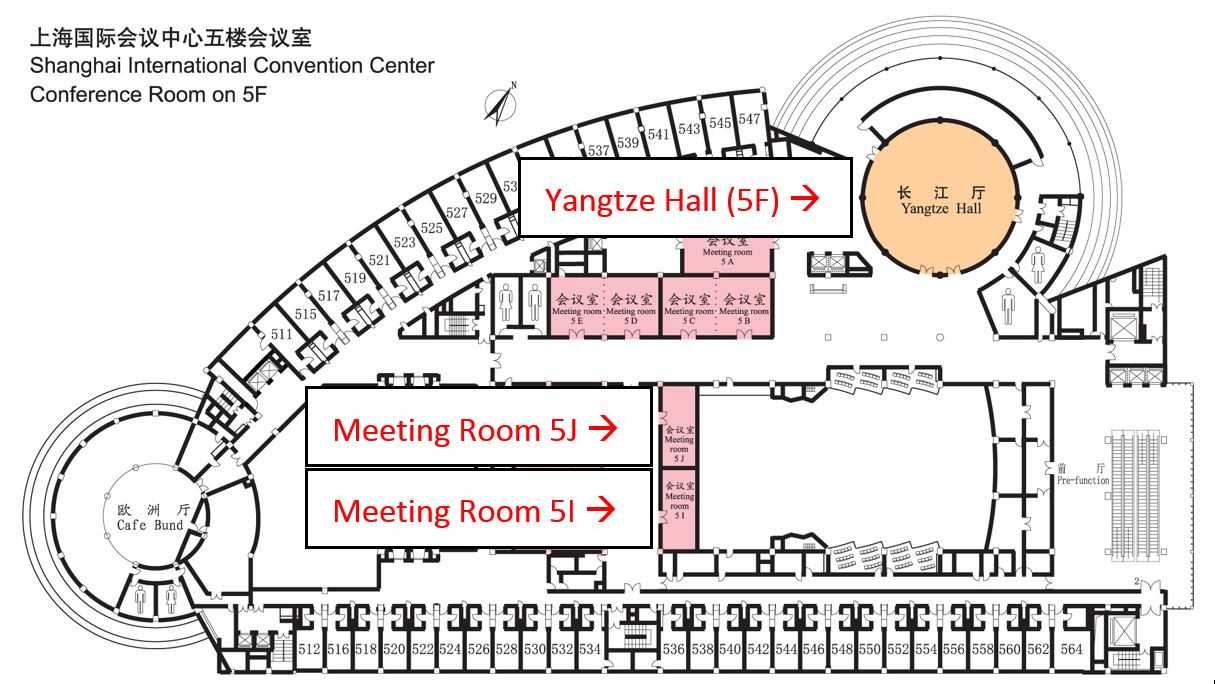 上海国际会议中心五楼会议室
Shanghai International Convention Center
Conference Room on 5F
N
547
545
543
541
539
537
529
527
525
523
521
519
517
515
511
Yangtze Hall (5F) →
长 江 厅
Yangtze Hall
会议室
Meeting room
5 A
会议室
Meeting room
5 E
会议室
Meeting room
5 D
会议室
Meeting room
5 C
会议室
Meeting room
5 B
Meeting Room 5J →
会议室
Meeting
room
5 J
Meeting Room 5I →
会议室
Meeting
room
5 I
前 厅
Pre-function
欧 洲 厅
Cafe Bund
2
512 516 518 520 522 524 526 528 530 532 534 536 538 540 542 544 546 548 550 552 554 556 558 560 562 564